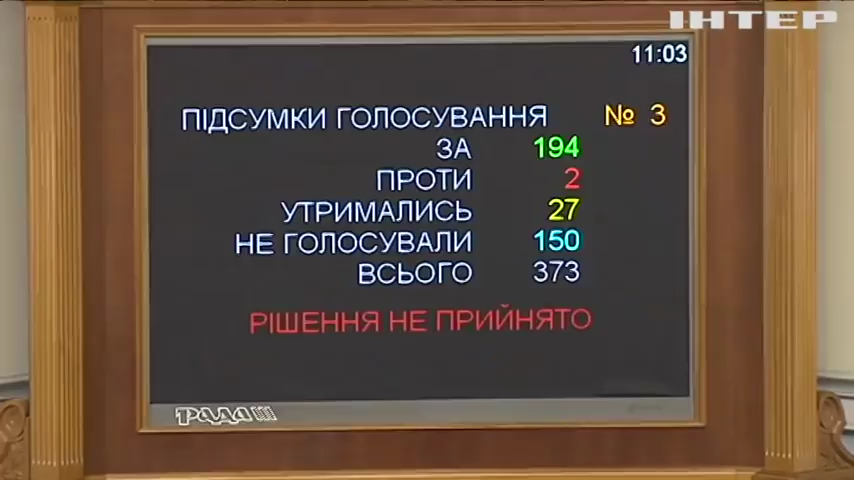 ІНТЕР
11:03
ПІДСУМКИ ГОЛОСУВАННЯ № 3
ЗА 194
ПРОТИ 2
УТРИМАЛИСЬ 27
НЕ ГОЛОСУВАЛИ 150
ВСЬОГО 373
РІШЕННЯ НЕ ПРИЙНЯТО
РАДА